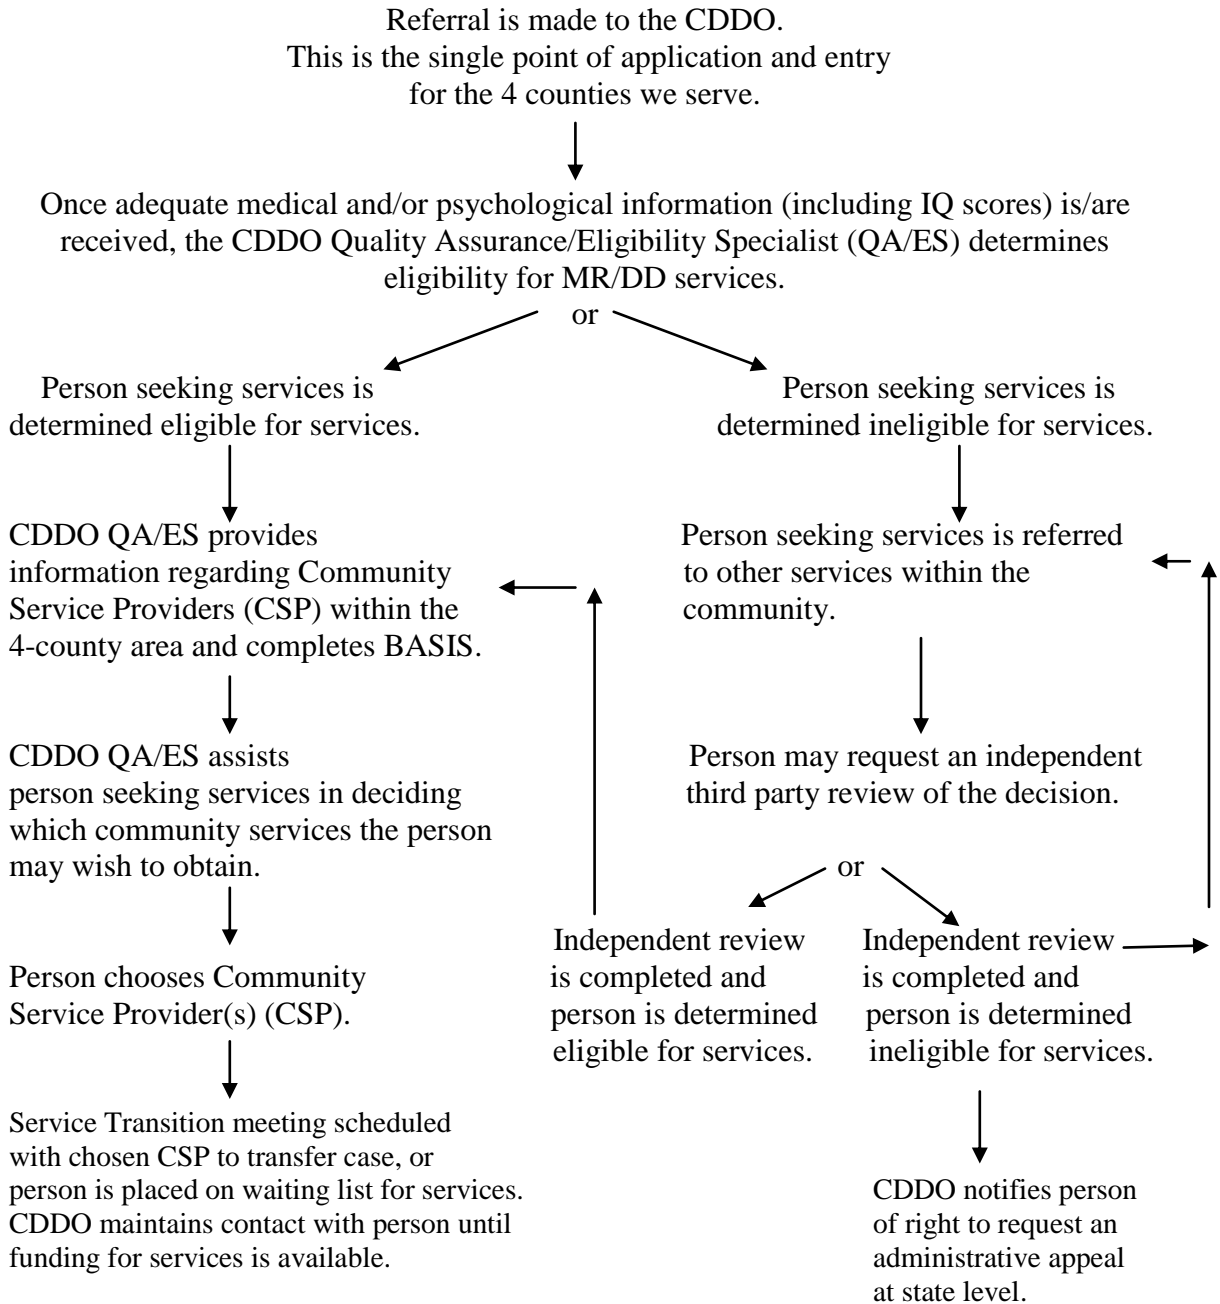 Referral is made to the CDDO.
This is the single point of application and entry
for the 4 counties we serve.
Once adequate medical and/or psychological information (including IQ scores) is/are
received, the CDDO Quality Assurance/Eligibility Specialist (QA/ES) determines
eligibility for MR/DD services.
or
Person seeking services is
determined eligible for services.
CDDO QA/ES provides
information regarding Community
Service Providers (CSP) within the
4-county area and completes BASIS.
CDDO QA/ES assists
person seeking services in deciding
which community services the person
may wish to obtain.
Person chooses Community
Service Provider(s) (CSP).
Service Transition meeting scheduled
with chosen CSP to transfer case, or
person is placed on waiting list for services.
CDDO maintains contact with person until
funding for services is available.
Person seeking services is
determined ineligible for services.
Person seeking services is referred
to other services within the
community.
Person may request an independent
third party review of the decision.
or
Independent review
is completed and
person is determined
eligible for services.
Independent review
is completed and
person is determined
ineligible for services.
CDDO notifies person
of right to request an
administrative appeal
at state level.